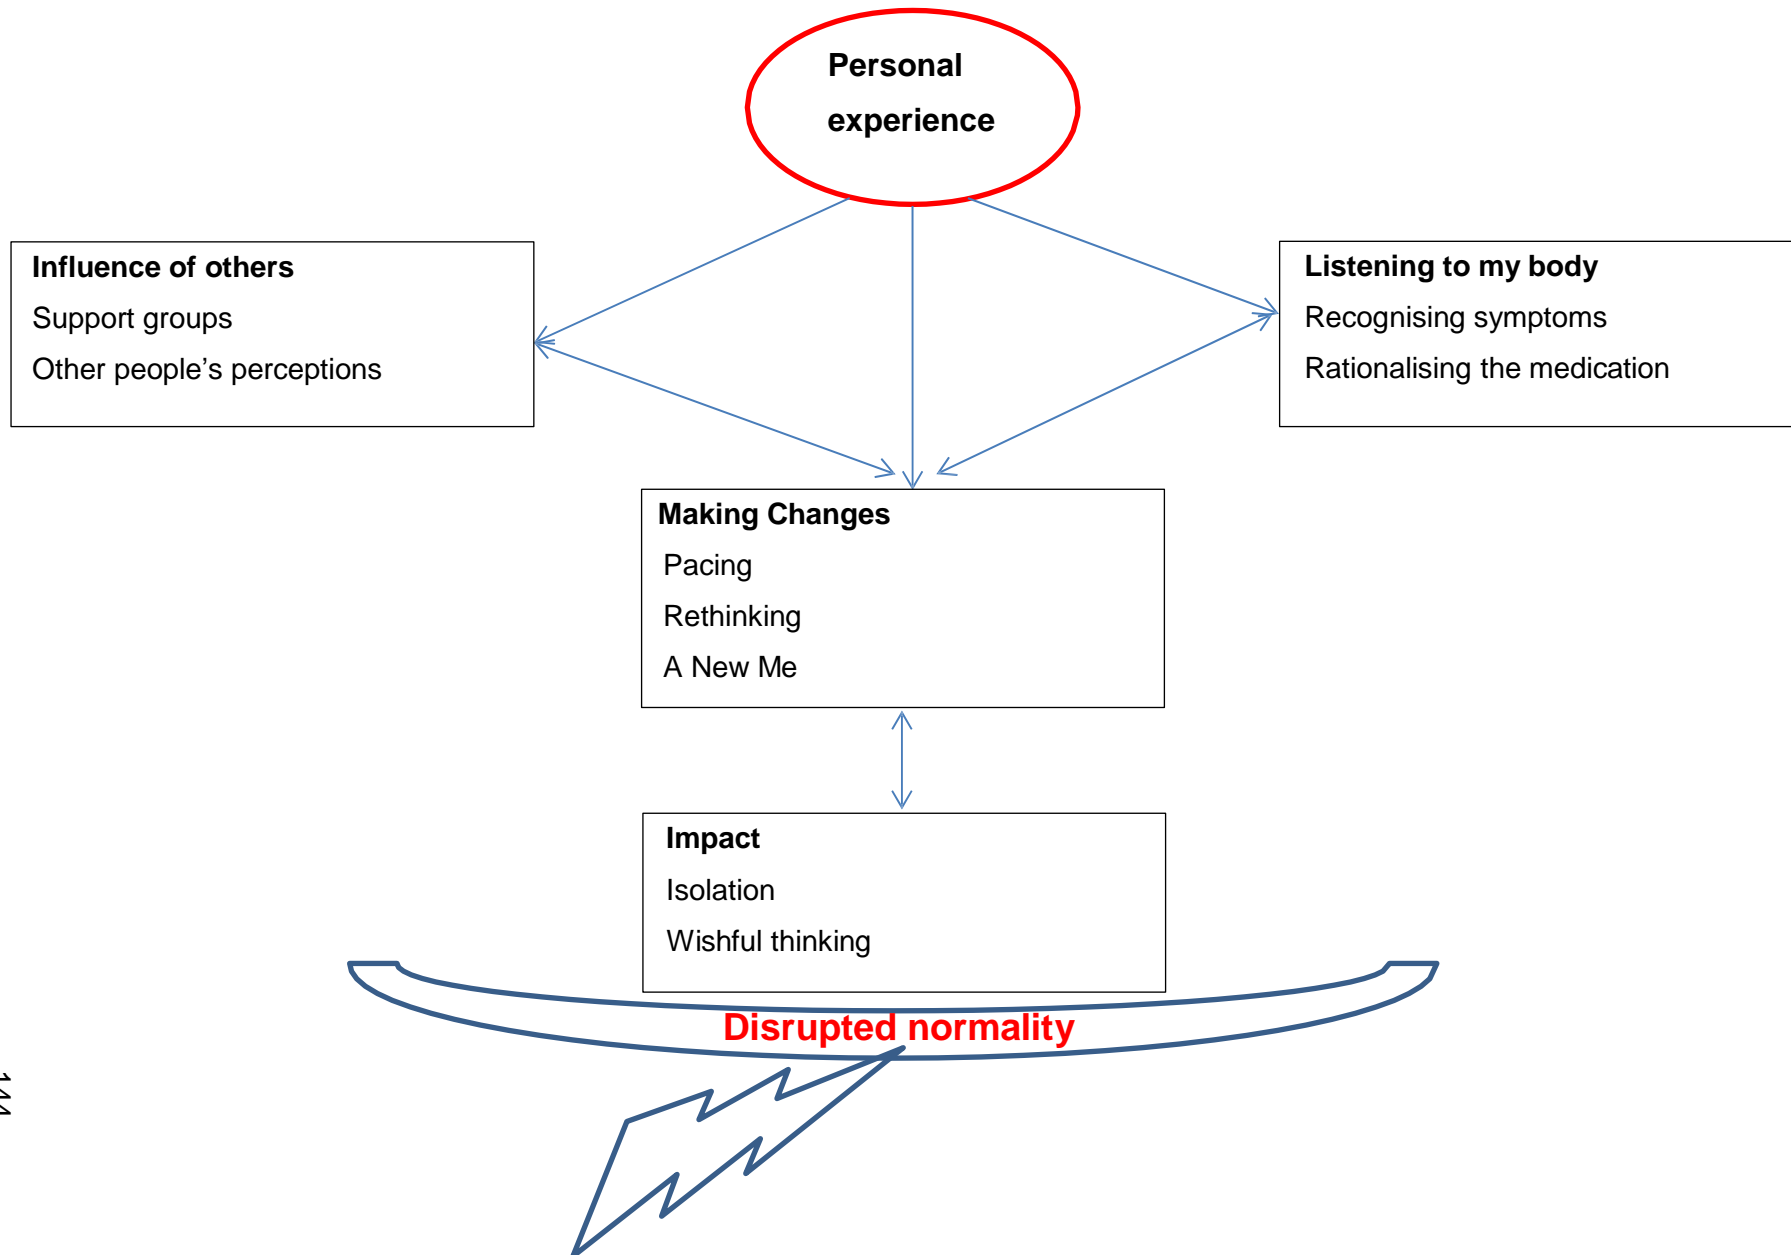 Personal
experience
Influence of others
Support groups
Other people’s perceptions
Listening to my body
Recognising symptoms
Rationalising the medication
Making Changes
Pacing
Rethinking
A New Me
Impact
Isolation
Wishful thinking
Disrupted normality